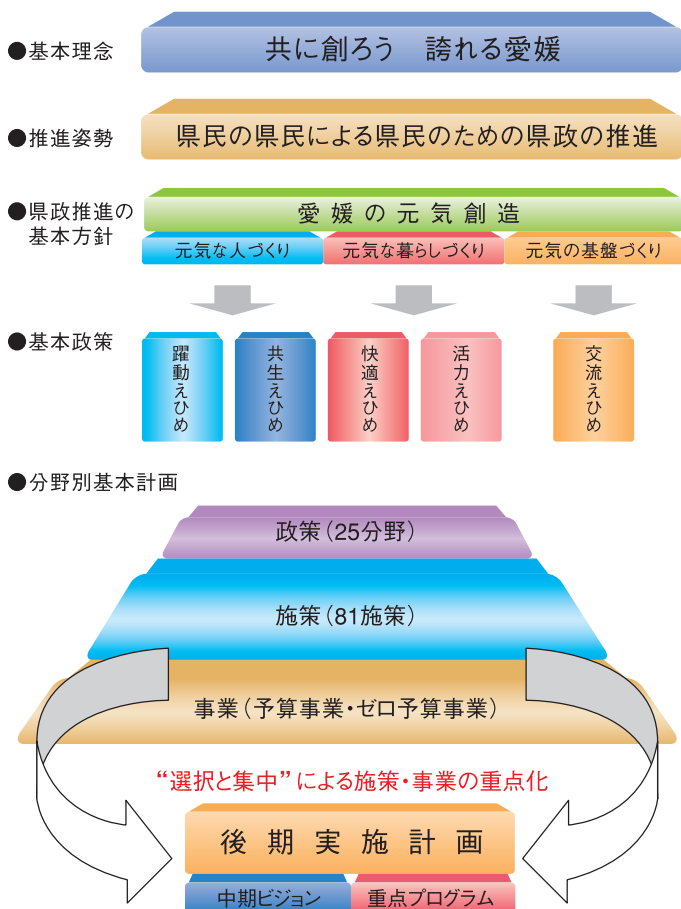 ●基本理念
共に創ろう　誇れる愛媛
●推進姿勢
県民の県民による県民のための県政の推進
●県政推進の
基本方針
愛媛の元気創造
元気な人づくり
元気な暮らしづくり
元気の基盤づくり
●基本政策
躍動えひめ
共生えひめ
快適えひめ
活力えひめ
交流えひめ
●分野別基本計画
政策（25分野）
施策（81施策）
事業（予算事業・ゼロ予算事業）
“選択と集中”による施策・事業の重点化
後期実施計画
中期ビジョン
重点プログラム